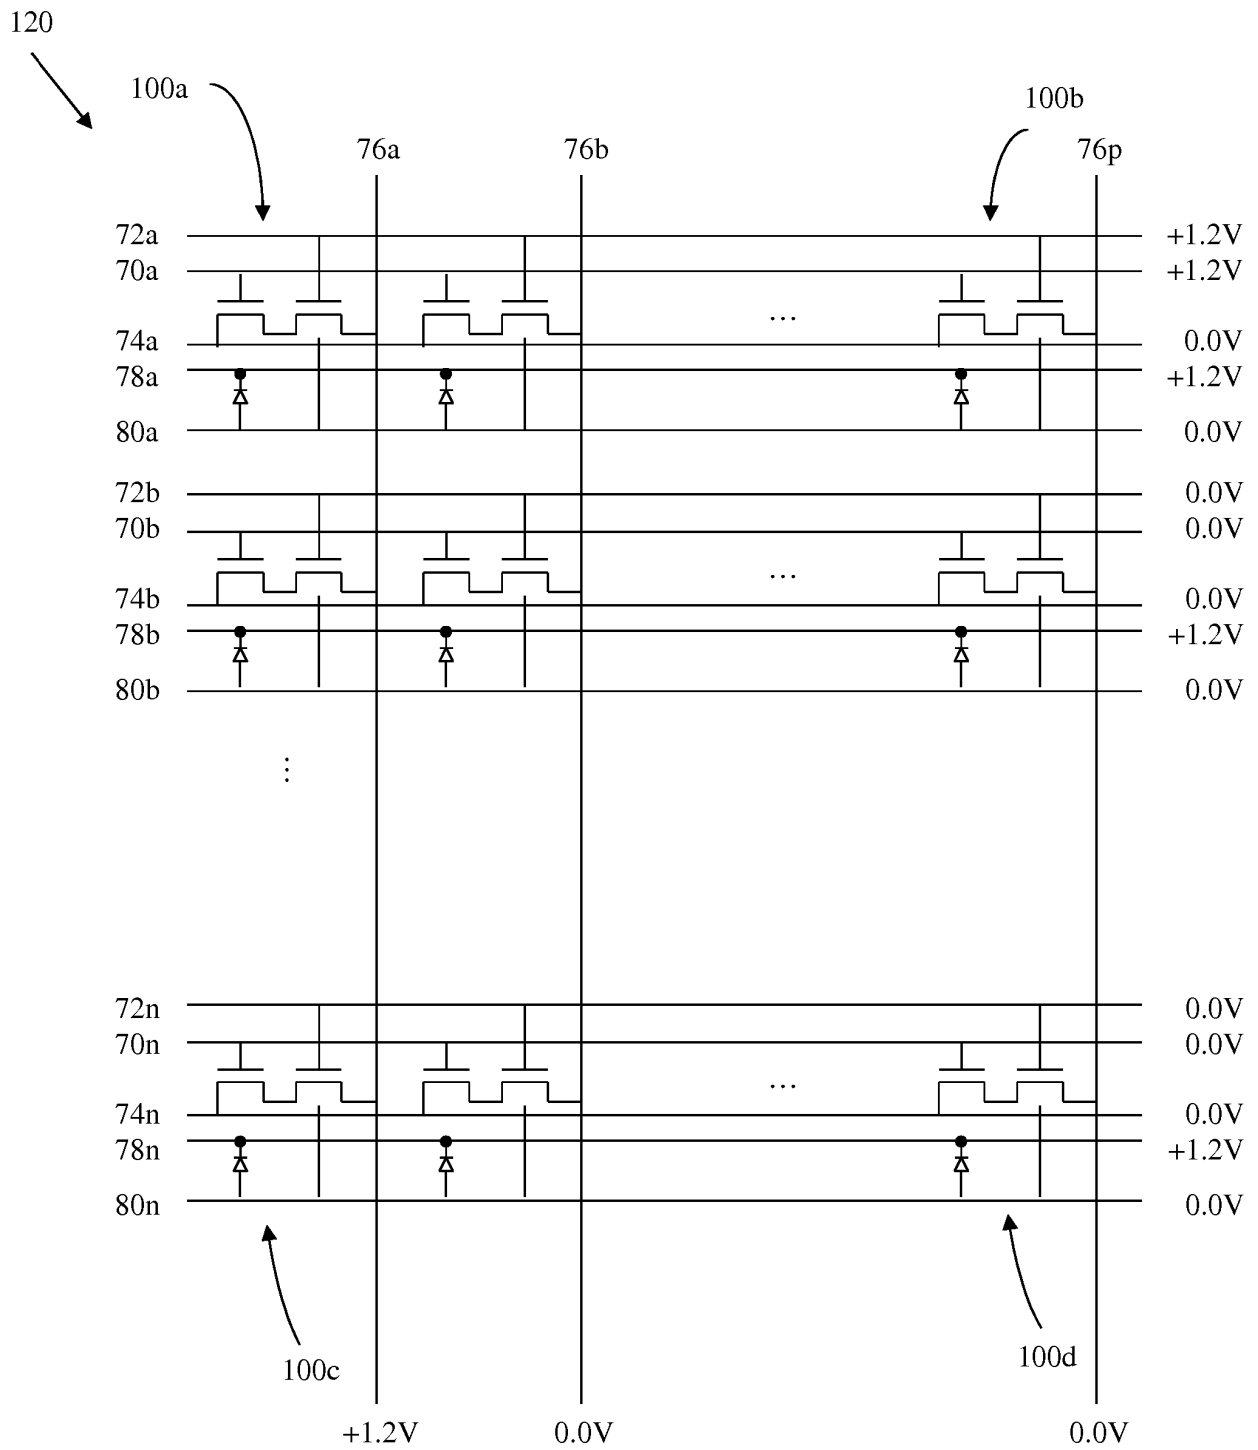 120
100a
100b
76a 76b 76p
72a +1.2V
70a +1.2V
...
74a 0.0V
78a +1.2V
80a 0.0V
72b 0.0V
70b 0.0V
...
74b 0.0V
78b +1.2V
80b 0.0V
...
72n 0.0V
70n 0.0V
...
74n 0.0V
78n +1.2V
80n 0.0V
100c
100d
+1.2V 0.0V 0.0V